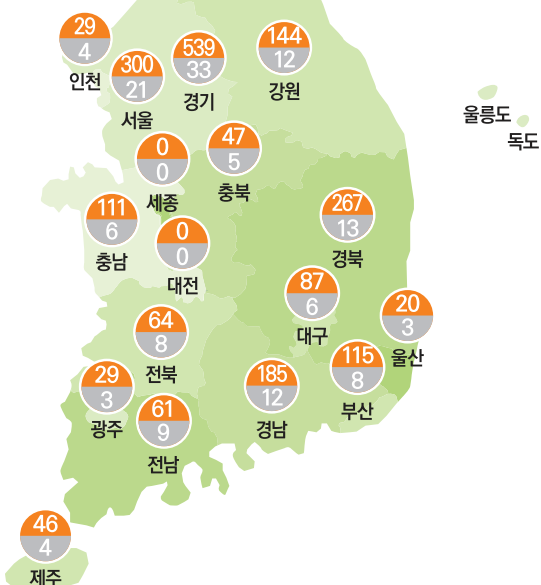 29
4
인천
300
21
서울
539
33
경기
144
12
강원
울릉도
독도
0
0
세종
47
5
충북
111
6
충남
0
0
대전
267
13
경북
87
6
대구
20
3
울산
64
8
전북
115
8
부산
29
3
광주
61
9
전남
185
12
경남
46
4
제주